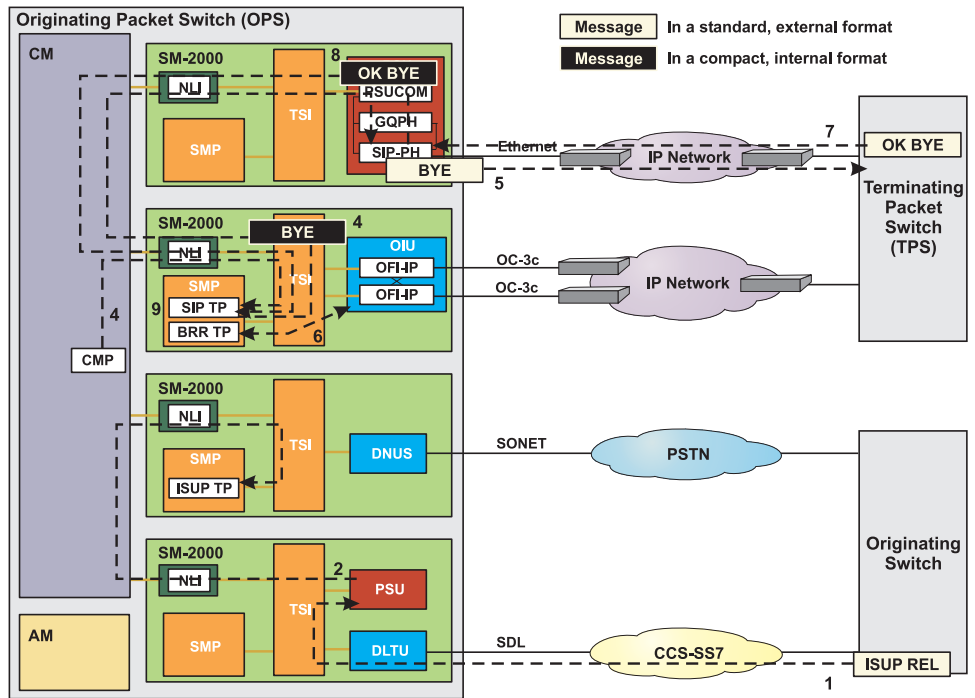 Originating Packet Switch (OPS)
Message In a standard, external format
Message In a compact, internal format
CM
SM-2000
8
OK BYE
NLI
TSI
PSUCOM
GQPH
SMP
SIP-PH
BYE
Ethernet
5
IP Network
7
OK BYE
Terminating
Packet
Switch
(TPS)
SM-2000
BYE
4
NLI
TSI
OIU
OFI-IP
OFI-IP
OC-3c
OC-3c
IP Network
SMP
9
SIP TP
BRR TP
6
4
CMP
SM-2000
NLI
TSI
SMP
ISUP TP
DNUS
SONET
PSTN
Originating
Switch
SM-2000
NLI
2
PSU
TSI
SMP
DLTU
SDL
CCS-SS7
1
ISUP REL
AM